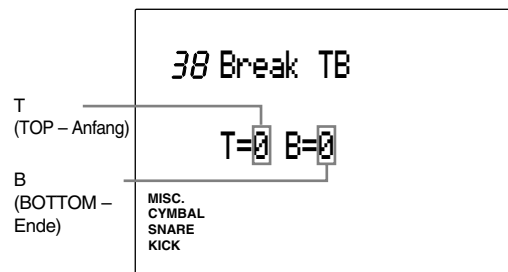 38 Break TB
T
(TOP – Anfang)
T=0 B=0
B
(BOTTOM –
Ende)
MISC.
CYMBAL
SNARE
KICK